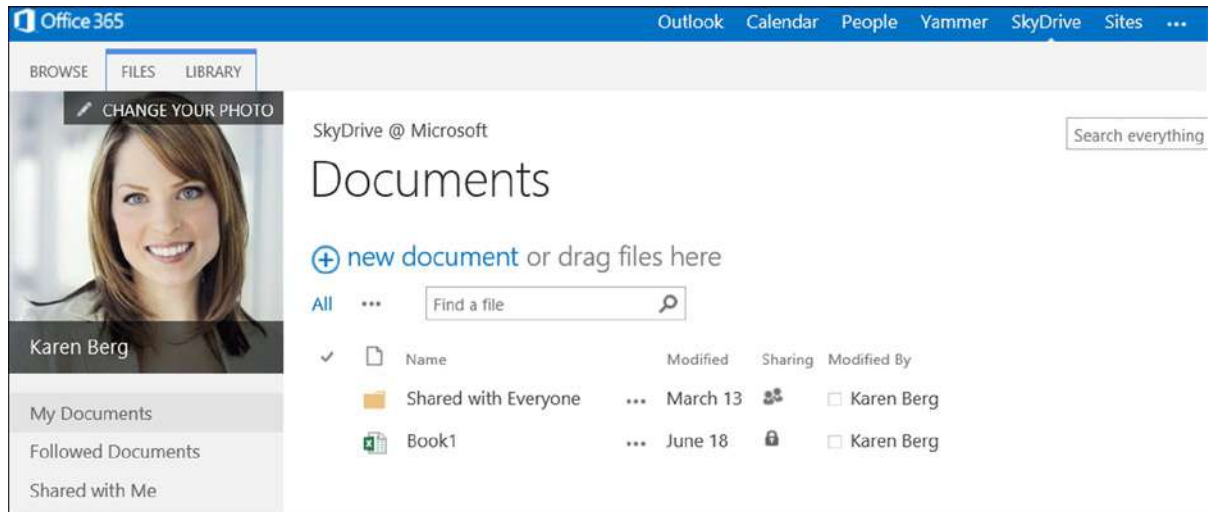 Office 365
Outlook Calendar People Yammer SkyDrive Sites •••
BROWSE FILES LIBRARY
CHANGE YOUR PHOTO
Karen Berg
My Documents
Followed Documents
Shared with Me
SkyDrive @ Microsoft
Search everything
Documents
new document or drag files here
All ••• Find a file
Name Modified Sharing Modified By
Shared with Everyone ••• March 13 Karen Berg
Book1 ••• June 18 Karen Berg